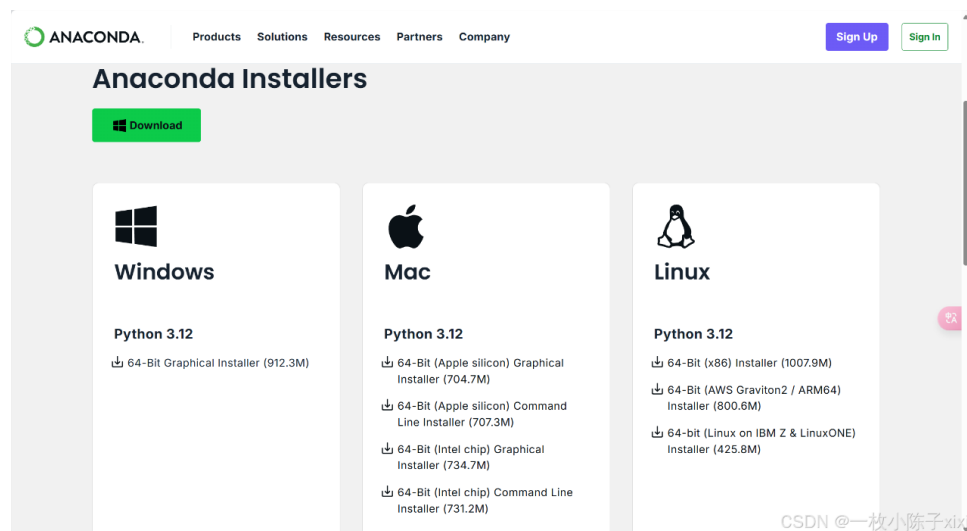 ANACONDA.
Products Solutions Resources Partners Company
Sign Up
Sign In
Anaconda Installers
Download
Windows
Python 3.12
64-Bit Graphical Installer (912.3M)
Mac
Python 3.12
64-Bit (Apple silicon) Graphical
Installer (704.7M)
64-Bit (Apple silicon) Command
Line Installer (707.3M)
64-Bit (Intel chip) Graphical
Installer (734.7M)
64-Bit (Intel chip) Command Line
Installer (731.2M)
Linux
Python 3.12
64-Bit (x86) Installer (1007.9M)
64-Bit (AWS Graviton2 / ARM64)
Installer (800.6M)
64-bit (Linux on IBM Z & LinuxONE)
Installer (425.8M)
CSDN @一枚小陈子xixi